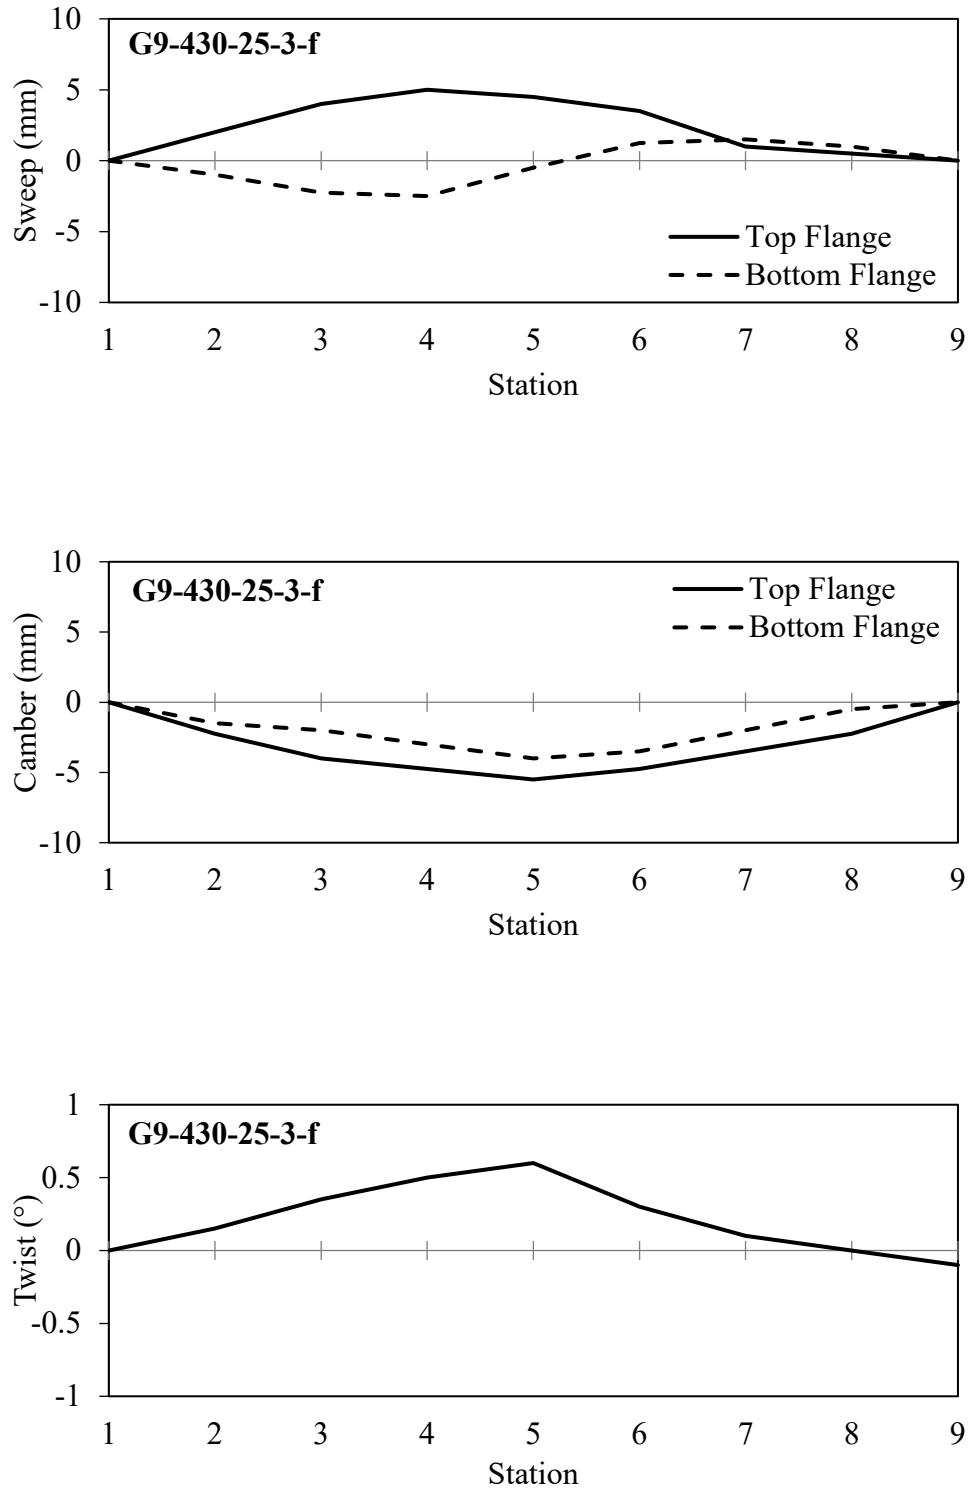 10
G9-430-25-3-f
5
0
-5
-10
Sweep (mm)
Top Flange
Bottom Flange
1 2 3 4 5 6 7 8 9
Station
10
G9-430-25-3-f
5
0
-5
-10
Camber (mm)
Top Flange
Bottom Flange
1 2 3 4 5 6 7 8 9
Station
1
G9-430-25-3-f
0.5
0
-0.5
-1
Twist (°)
1 2 3 4 5 6 7 8 9
Station